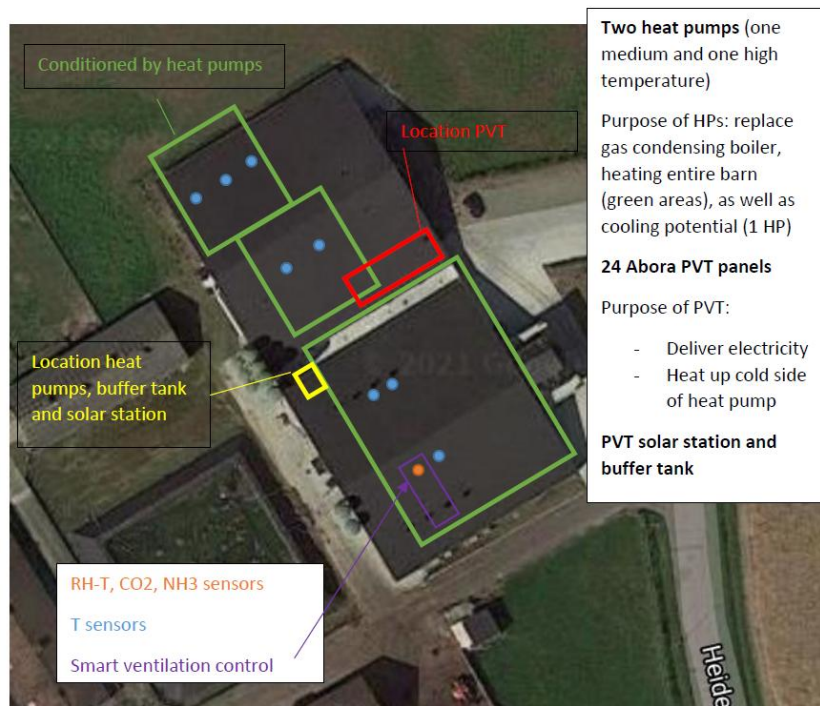 Conditioned by heat pumps
Location PVT
Location heat
pumps, buffer tank
and solar station
RH-T, CO2, NH3 sensors
T sensors
Smart ventilation control
Heide
Two heat pumps (one
medium and one high
temperature)
Purpose of HPs: replace
gas condensing boiler,
heating entire barn
(green areas), as well as
cooling potential (1 HP)
24 Abora PVT panels
Purpose of PVT:
- Deliver electricity
- Heat up cold side
of heat pump
PVT solar station and
buffer tank